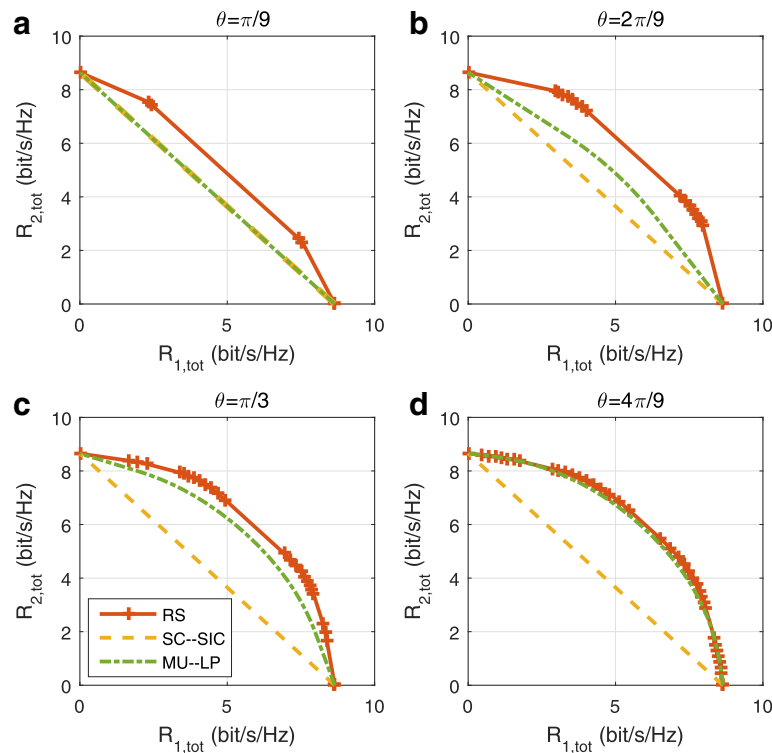 a
θ=π/9
10
8
6
4
2
0
0
5
10
R2,tot (bit/s/Hz)
R1,tot (bit/s/Hz)
b
θ=2π/9
10
8
6
4
2
0
0
5
10
R2,tot (bit/s/Hz)
R1,tot (bit/s/Hz)
c
θ=π/3
10
8
6
4
2
0
0
5
10
R2,tot (bit/s/Hz)
R1,tot (bit/s/Hz)
RS
SC--SIC
MU--LP
d
θ=4π/9
10
8
6
4
2
0
0
5
10
R2,tot (bit/s/Hz)
R1,tot (bit/s/Hz)